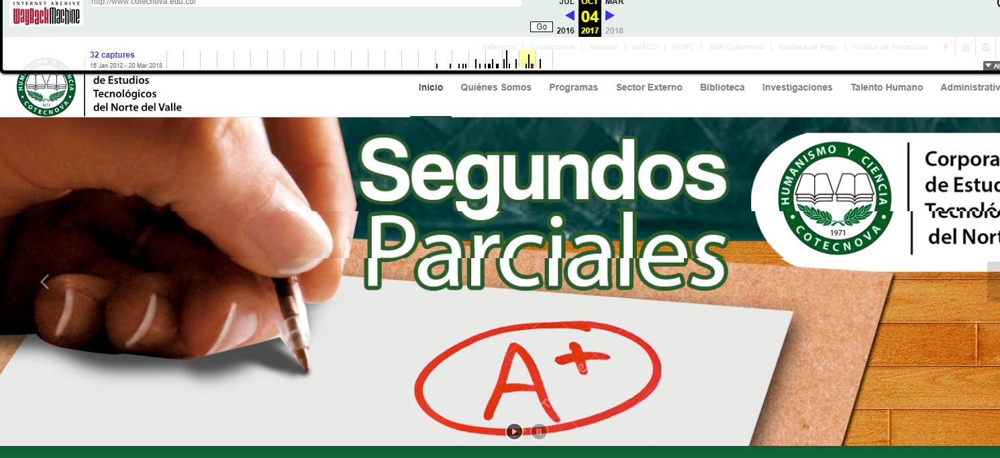 INTERNET ARCHIVE
WayBackMachine
http://www.cotecnova.edu.co/
Go
JUL OCT MAR
04
2016 2017 2018
32 captures
16 Jan 2012 - 20 Mar 2018
Referidos | Contáctenos | Reúnete | AVACO | SIGYC | SQR Cotecnova | Recibos de Pago | Política de Privacidad
HUMANISMO Y CIENCIA
1971
COTECNOVA
de Estudios
Tecnológicos
del Norte del Valle
Inicio Quiénes Somos Programas Sector Externo Biblioteca Investigaciones Talento Humano Administrativ
Segundos
Parciales
HUMANISMO Y CIENCIA
1971
COTECNOVA
Corpora
de Estud
Tecnoló
del Nort
A+